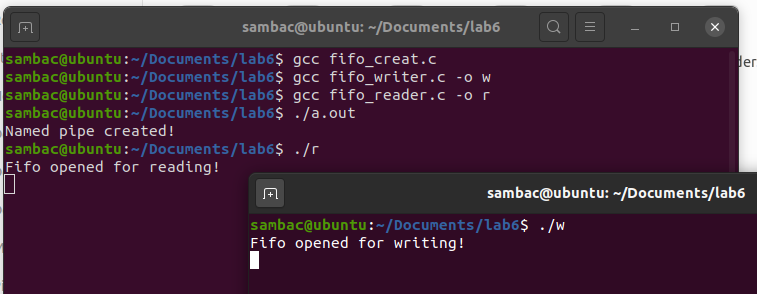 sambac@ubuntu: ~/Documents/lab6
sambac@ubuntu:~/Documents/lab6$ gcc fifo_creat.c
sambac@ubuntu:~/Documents/lab6$ gcc fifo_writer.c -o w
sambac@ubuntu:~/Documents/lab6$ gcc fifo_reader.c -o r
sambac@ubuntu:~/Documents/lab6$ ./a.out
Named pipe created!
sambac@ubuntu:~/Documents/lab6$ ./r
Fifo opened for reading!
sambac@ubuntu: ~/Documents/lab6
sambac@ubuntu:~/Documents/lab6$ ./w
Fifo opened for writing!